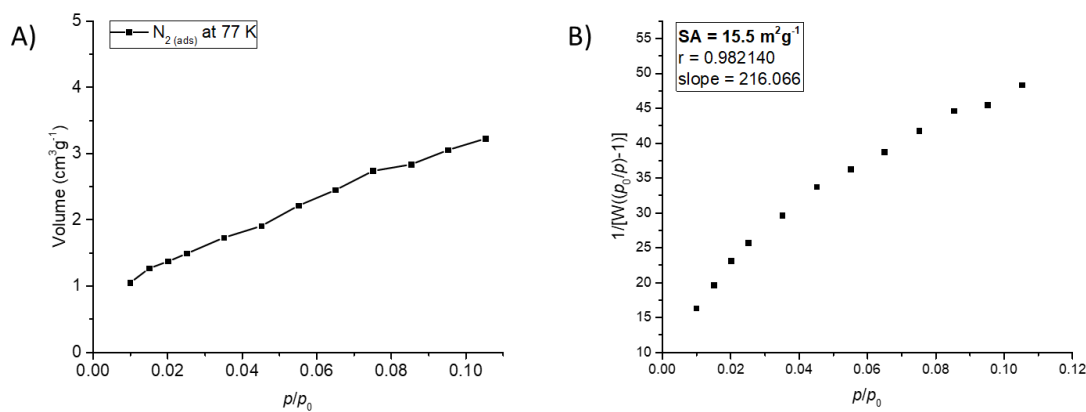 A)
N2 (ads) at 77 K
5
4
3
2
1
0
Volume (cm3g-1)
0.00 0.02 0.04 0.06 0.08 0.10
p/p0
B)
SA = 15.5 m2g-1
r = 0.982140
slope = 216.066
55
50
45
40
35
30
25
20
15
10
1/[W((p0/p)-1)]
0.00 0.02 0.04 0.06 0.08 0.10 0.12
p/p0